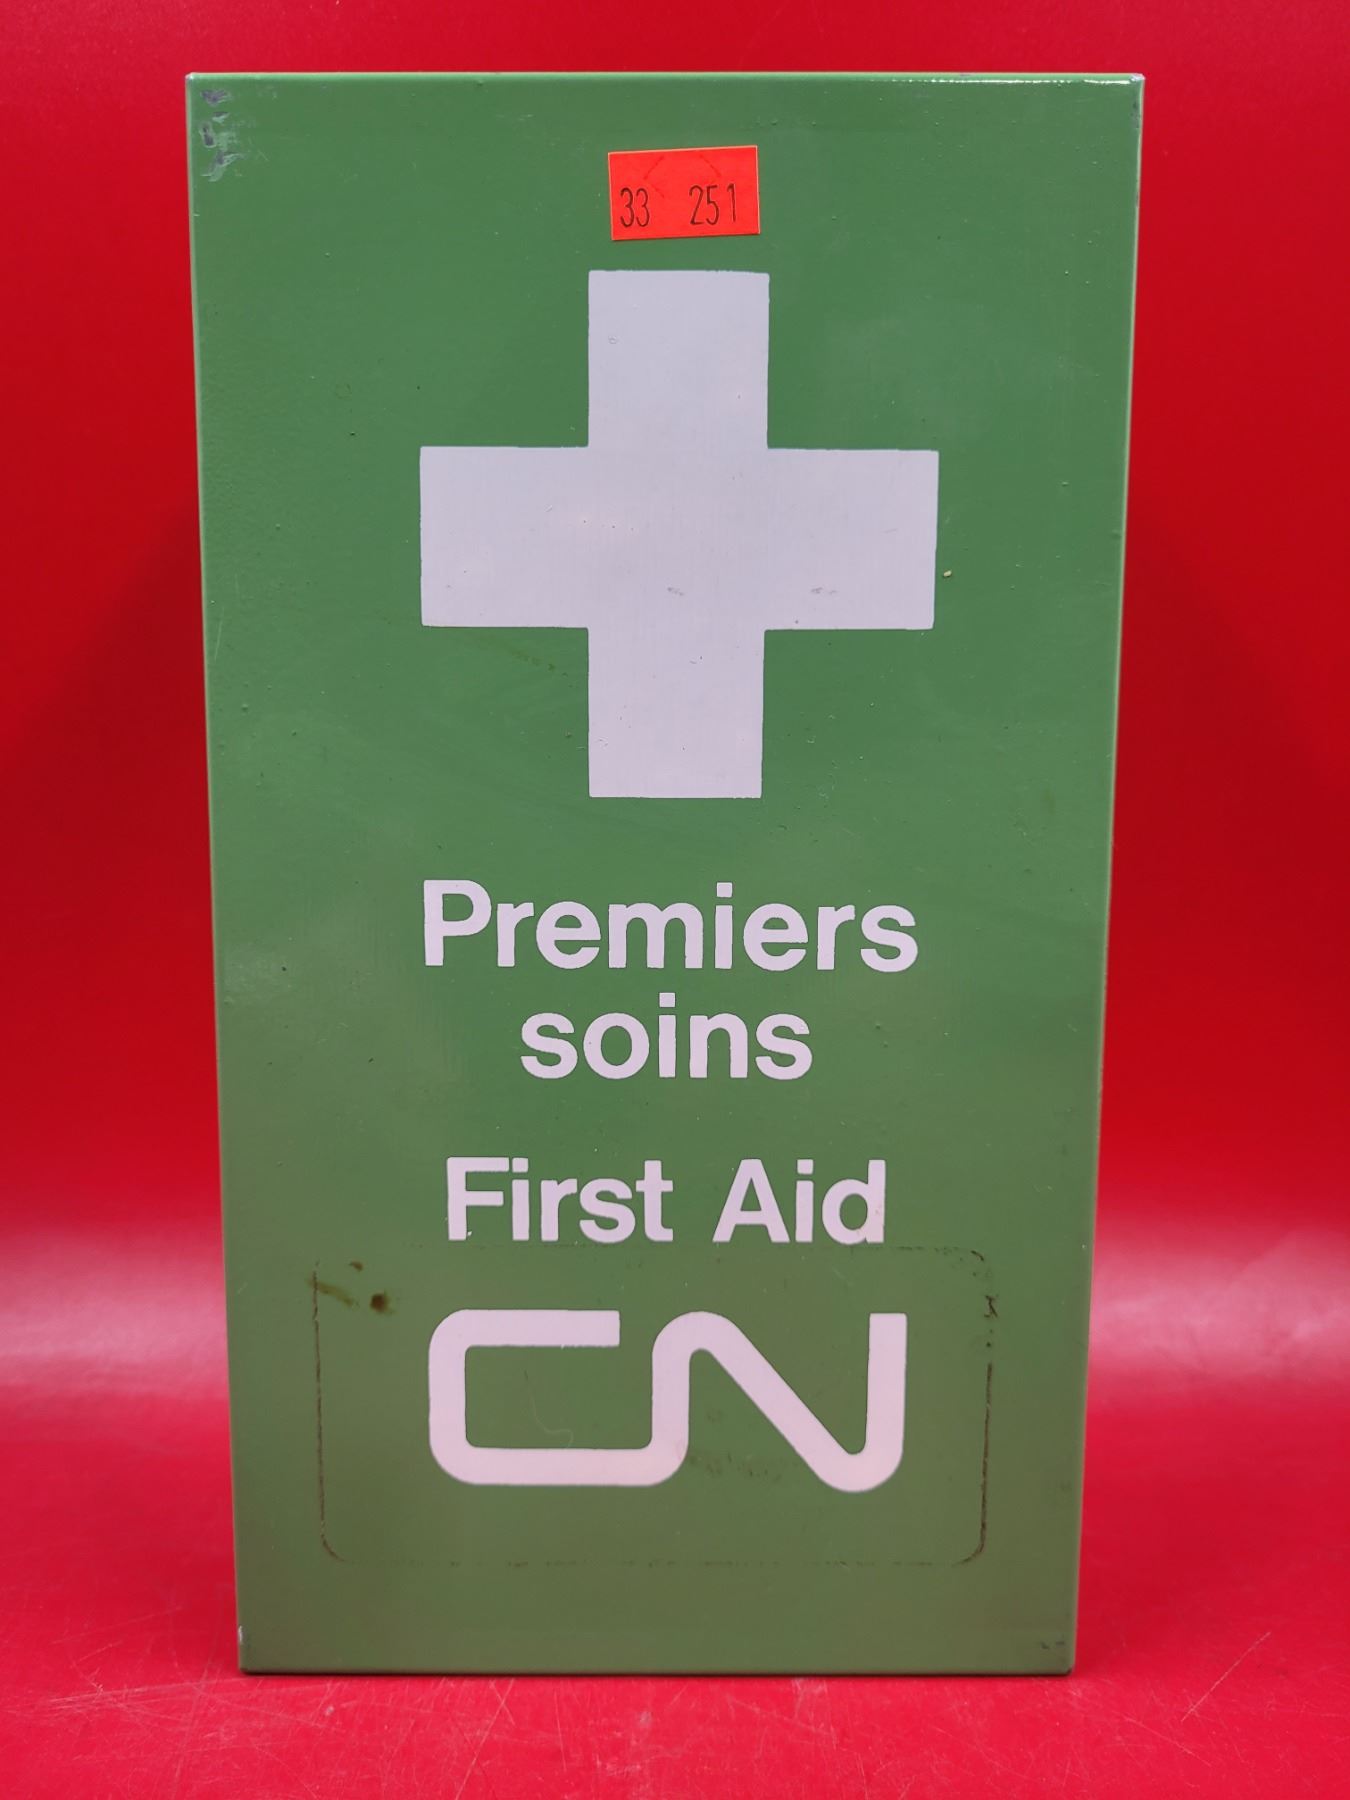 33 251
Premiers
soins
First Aid
CN